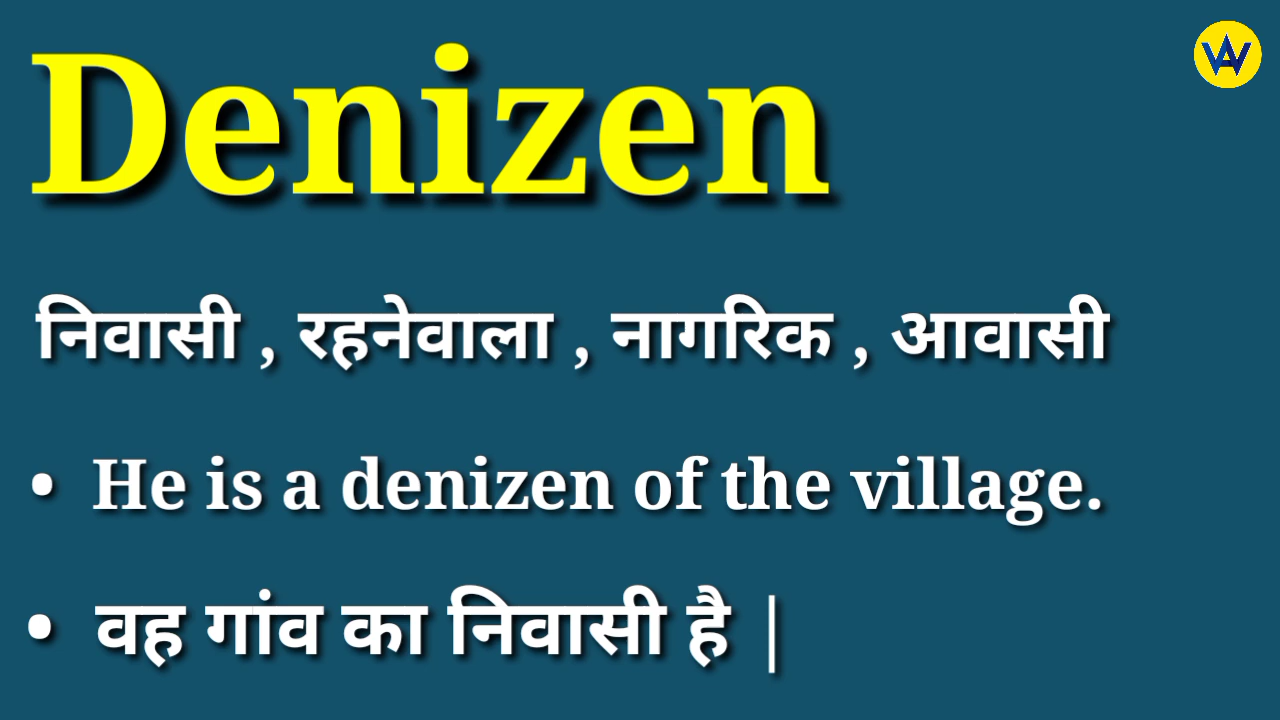 Denizen
निवासी , रहनेवाला , नागरिक , आवासी
• He is a denizen of the village.
• वह गांव का निवासी है |